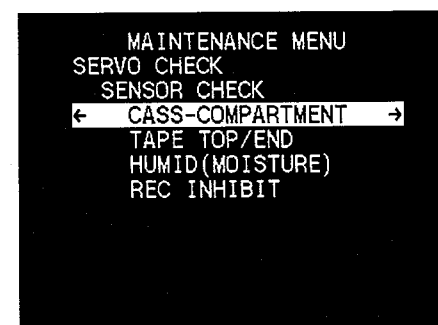 MAINTENANCE MENU
SERVO CHECK
SENSOR CHECK
← CASS-COMPARTMENT →
TAPE TOP/END
HUMID(MOISTURE)
REC INHIBIT